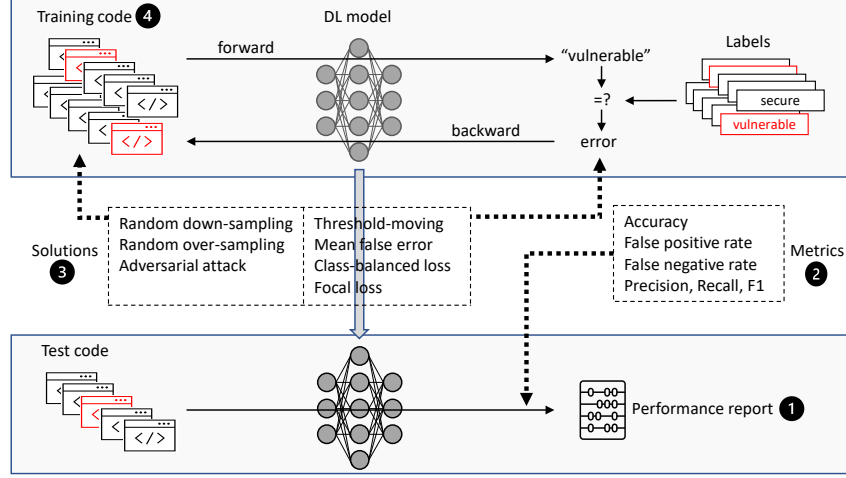 Training code 4
DL model
forward
"vulnerable"
Labels
=?
secure
vulnerable
backward
error
</>
</>
Random down-sampling
Random over-sampling
Adversarial attack
Threshold-moving
Mean false error
Class-balanced loss
Focal loss
Accuracy
False positive rate
False negative rate
Precision, Recall, F1
Solutions
3
Metrics
2
Test code
</>
Performance report 1